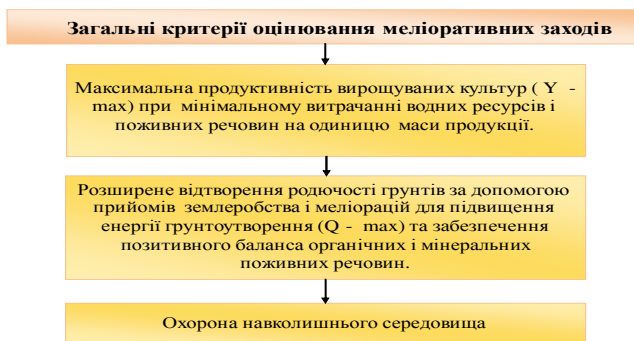 Загальні критерії оцінювання меліоративних заходів
Максимальна продуктивність вирощуваних культур ( Y -
max) при мінімальному витрачанні водних ресурсів і
поживних речовин на одиницю маси продукції.
Розширене відтворення родючості грунтів за допомогою
прийомів землеробства і меліорацій для підвищення
енергії грунтоутворення (Q - max) та забезпечення
позитивного баланса органічних і мінеральних
поживних речовин.
Охорона навколишнього середовища